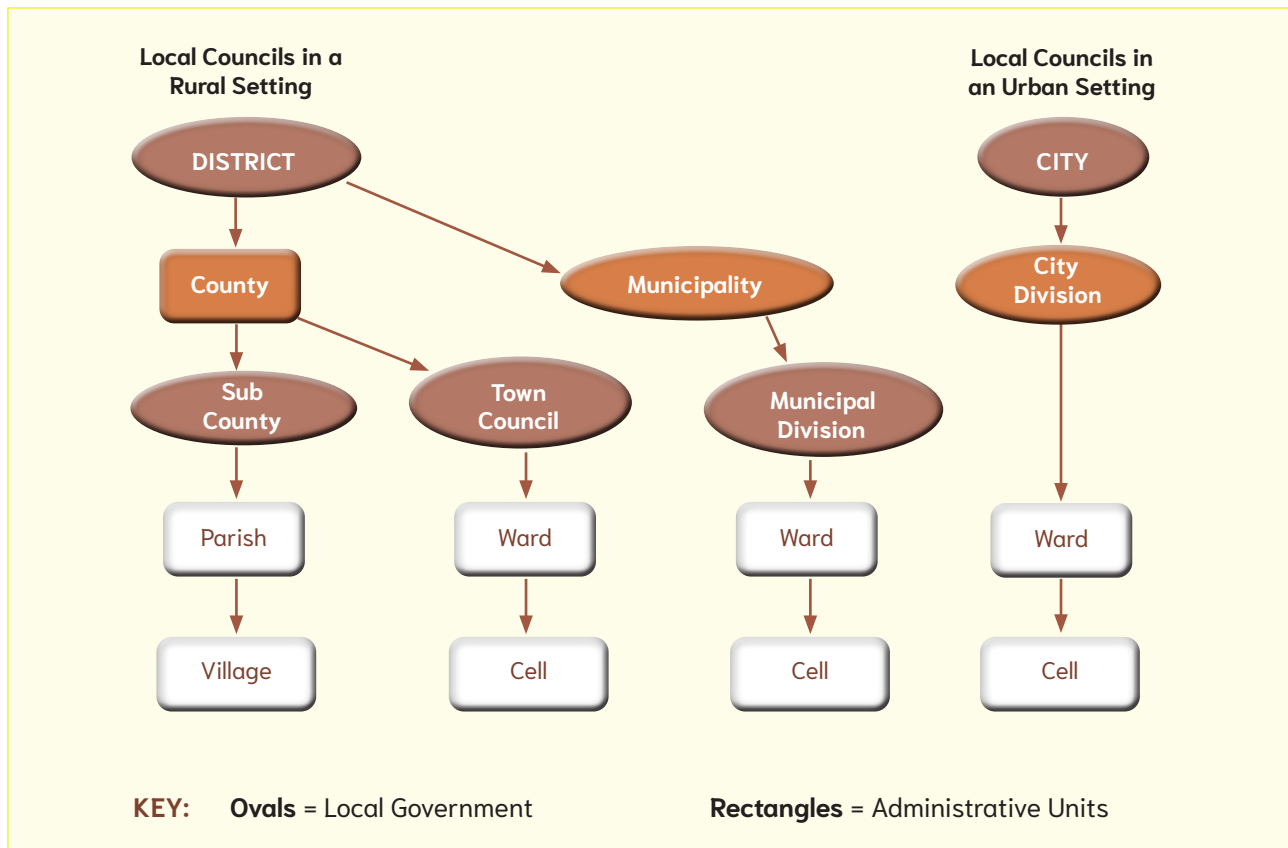 Local Councils in a
Rural Setting
Local Councils in
an Urban Setting
DISTRICT
CITY
County
Municipality
City
Division
Sub
County
Town
Council
Municipal
Division
Parish
Ward
Ward
Ward
Village
Cell
Cell
Cell
KEY: Ovals = Local Government Rectangles = Administrative Units